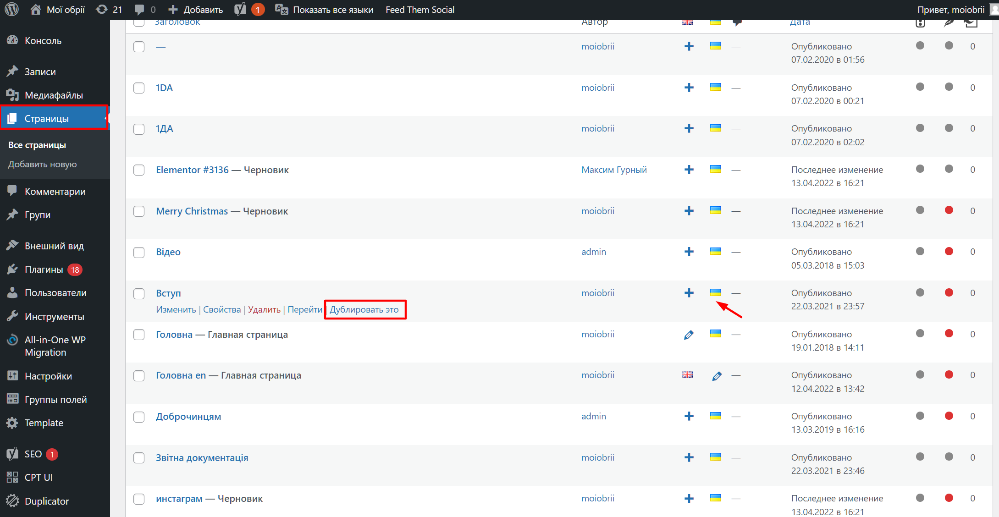 Мої обрії 21 0 Добавить 1 Показать все языки Feed Them Social Привет, moiobrii
Консоль
Записи
Медиафайлы
Страницы
Все страницы
Добавить новую
Комментарии
Групи
Внешний вид
Плагины 18
Пользователи
Инструменты
All-in-One WP
Migration
Настройки
Группы полей
Template
SEO 1
CPT UI
Duplicator
Заголовок Автор Дата
— moiobrii — Опубликовано 0
07.02.2020 в 01:56
1DA moiobrii — Опубликовано 0
07.02.2020 в 00:21
1ДА moiobrii — Опубликовано 0
07.02.2020 в 02:02
Elementor #3136 — Черновик Максим Гурный — Последнее изменение 0
13.04.2022 в 16:21
Merry Christmas — Черновик moiobrii — Последнее изменение 0
13.04.2022 в 16:21
Відео admin — Опубликовано 0
05.03.2018 в 15:03
Вступ moiobrii — Опубликовано 0
22.03.2021 в 23:57
Изменить | Свойства | Удалить | Перейти | Дублировать это
Головна — Главная страница moiobrii — Опубликовано 0
19.01.2018 в 14:11
Головна en — Главная страница moiobrii — Опубликовано 0
12.04.2022 в 13:42
Доброчинцям admin — Опубликовано 0
13.03.2019 в 16:16
Звітна документація moiobrii — Опубликовано 0
22.03.2021 в 23:46
инстаграм — Черновик moiobrii — Последнее изменение 0
13.04.2022 в 16:21